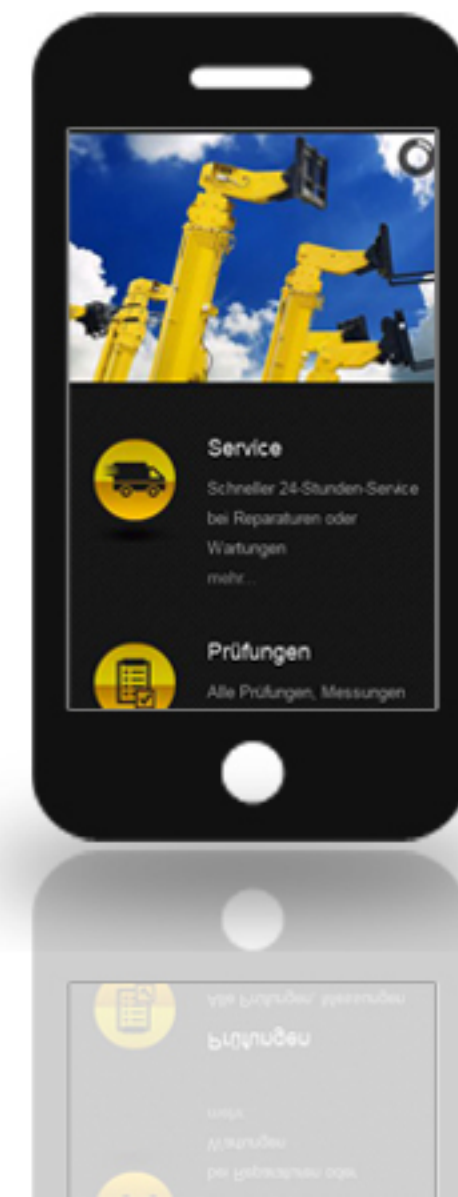 Service
Schneller 24-Stunden-Service
bei Reparaturen oder
Wartungen
mehr...
Prüfungen
Alle Prüfungen, Messungen